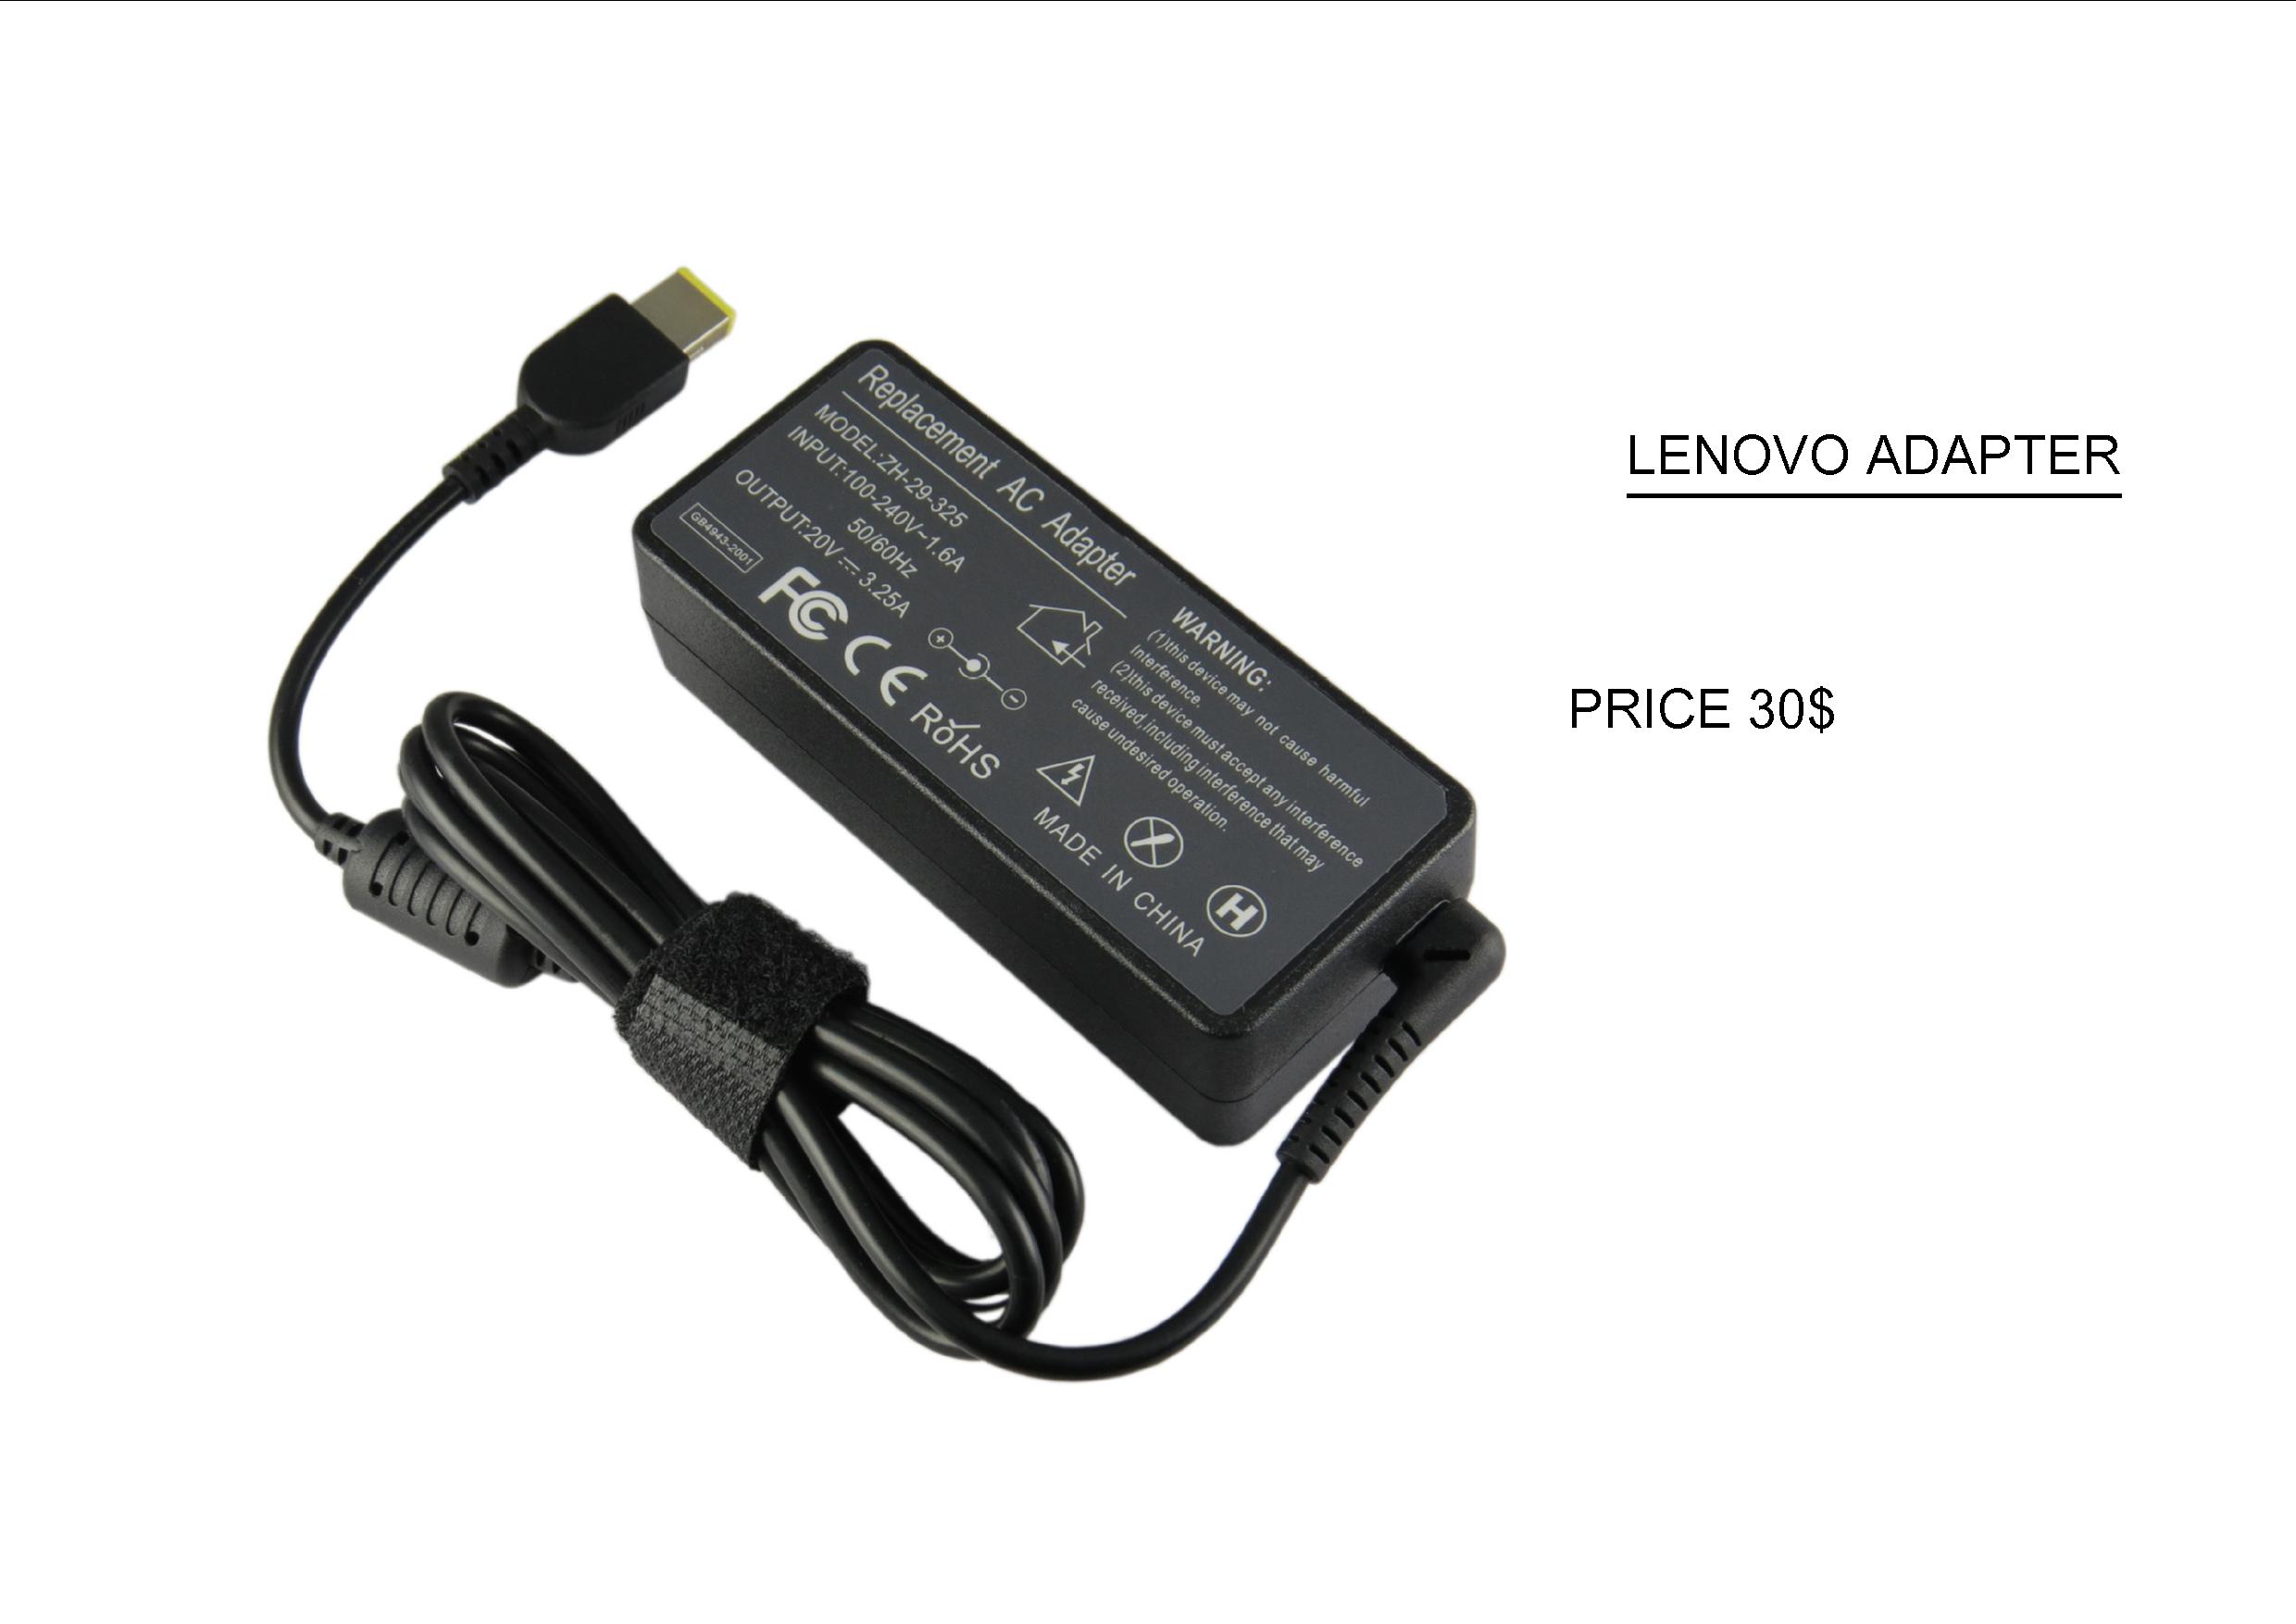 Replacement AC Adapter
MODEL:ZH-29-325
INPUT:100-240V~1.6A
50/60Hz
OUTPUT:20V⎓3.25A
GB4943-2001
FC CE RoHS
WARNING:
(1)this device may not cause harmful
Interference.
(2)this device must accept any interference
received,including interference that may
cause undesired operation.
MADE IN CHINA
H
LENOVO ADAPTER
PRICE 30$